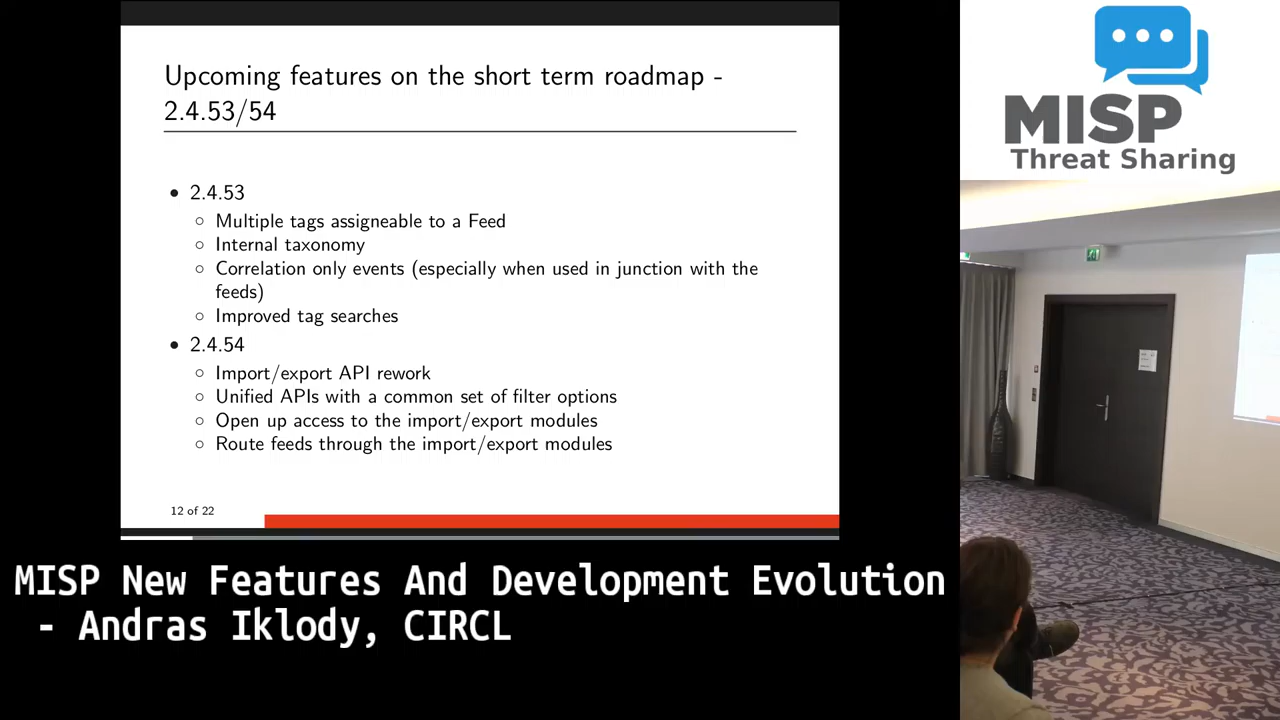 Upcoming features on the short term roadmap -
2.4.53/54
• 2.4.53
○ Multiple tags assigneable to a Feed
○ Internal taxonomy
○ Correlation only events (especially when used in junction with the
feeds)
○ Improved tag searches
• 2.4.54
○ Import/export API rework
○ Unified APIs with a common set of filter options
○ Open up access to the import/export modules
○ Route feeds through the import/export modules
12 of 22
MISP
Threat Sharing
MISP New Features And Development Evolution
- Andras Iklody, CIRCL